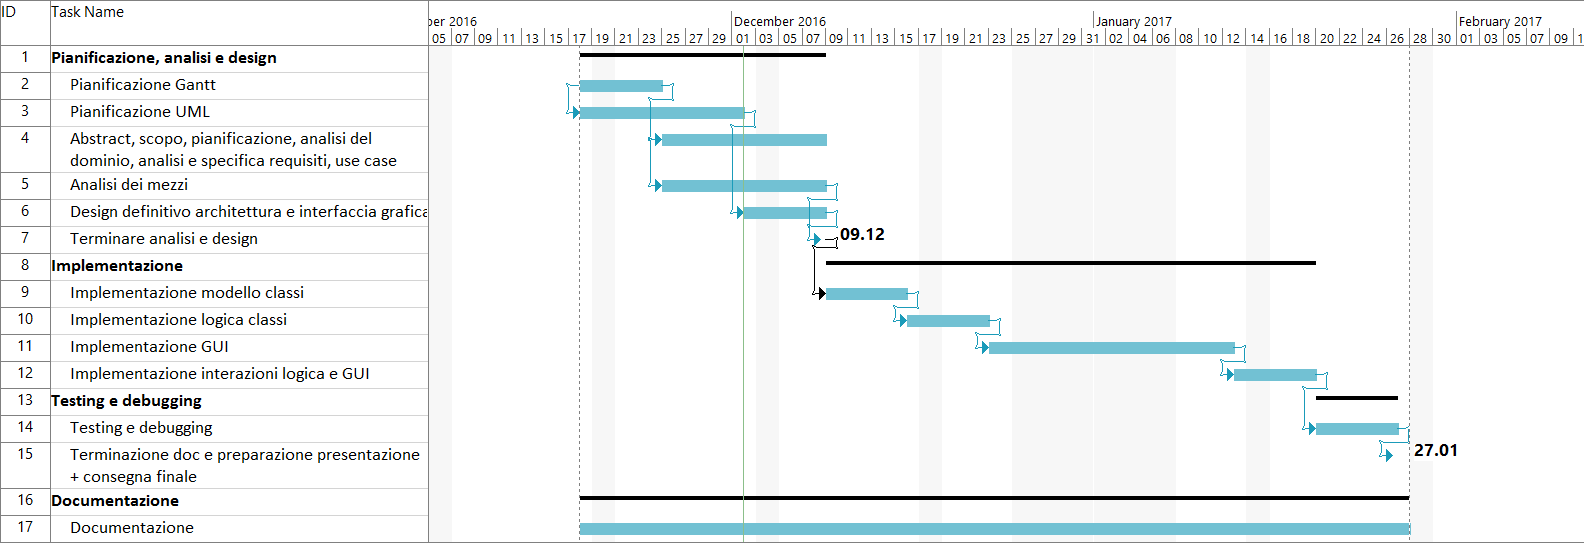 ID Task Name
ber 2016 December 2016 January 2017 February 2017
05 07 09 11 13 15 17 19 21 23 25 27 29 01 03 05 07 09 11 13 15 17 19 21 23 25 27 29 31 02 04 06 08 10 12 14 16 18 20 22 24 26 28 30 01 03 05 07 09 1
1 Pianificazione, analisi e design
2 Pianificazione Gantt
3 Pianificazione UML
4 Abstract, scopo, pianificazione, analisi del
dominio, analisi e specifica requisiti, use case
5 Analisi dei mezzi
6 Design definitivo architettura e interfaccia grafica
7 Terminare analisi e design 09.12
8 Implementazione
9 Implementazione modello classi
10 Implementazione logica classi
11 Implementazione GUI
12 Implementazione interazioni logica e GUI
13 Testing e debugging
14 Testing e debugging
15 Terminazione doc e preparazione presentazione 27.01
+ consegna finale
16 Documentazione
17 Documentazione